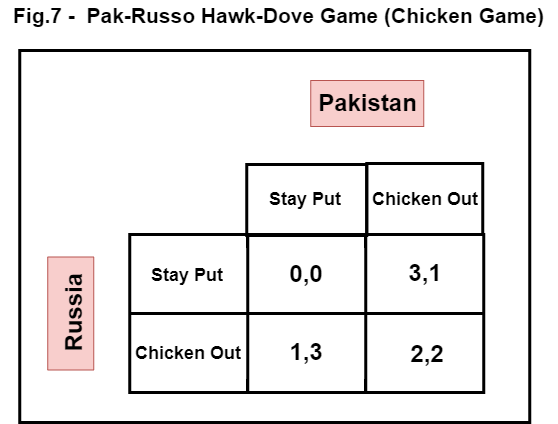 Fig.7 - Pak-Russo Hawk-Dove Game (Chicken Game)
Pakistan
Stay Put Chicken Out
Russia
Stay Put 0,0 3,1
Chicken Out 1,3 2,2